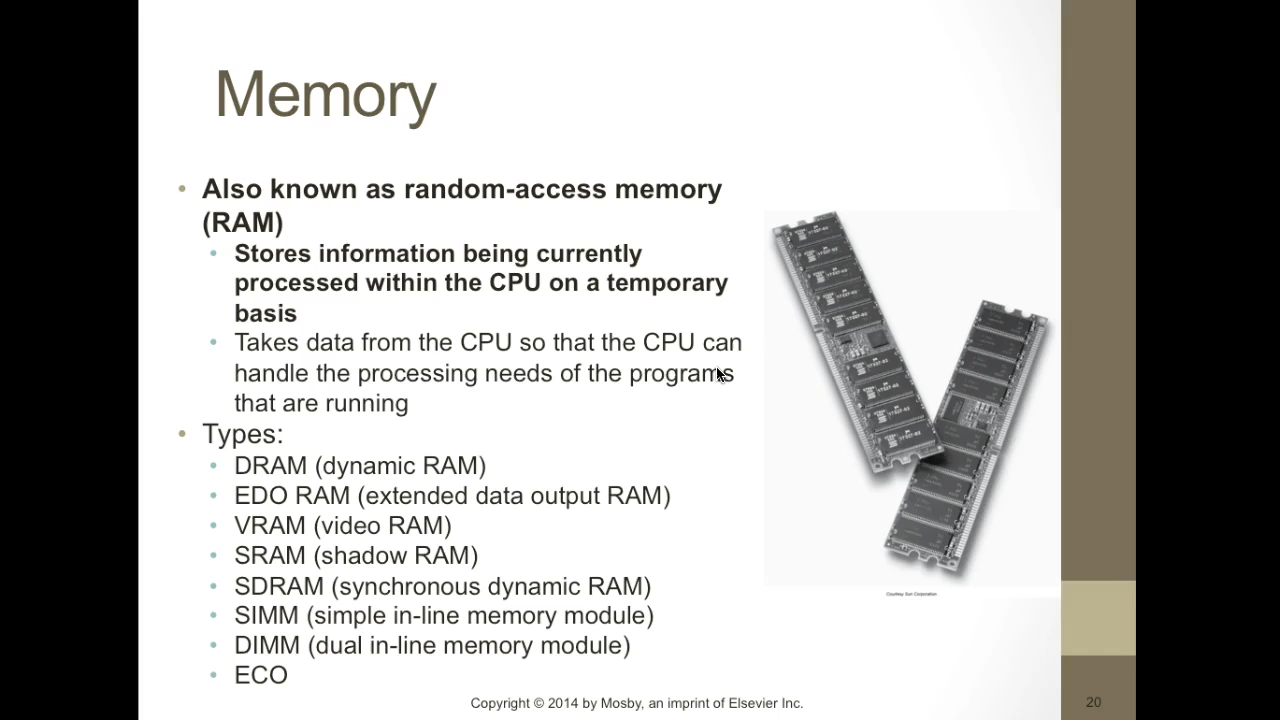 Memory
Also known as random-access memory
(RAM)
Stores information being currently
processed within the CPU on a temporary
basis
Takes data from the CPU so that the CPU can
handle the processing needs of the programs
that are running
Types:
DRAM (dynamic RAM)
EDO RAM (extended data output RAM)
VRAM (video RAM)
SRAM (shadow RAM)
SDRAM (synchronous dynamic RAM)
SIMM (simple in-line memory module)
DIMM (dual in-line memory module)
ECO
Courtesy Sun Corporation
Copyright © 2014 by Mosby, an imprint of Elsevier Inc.
20